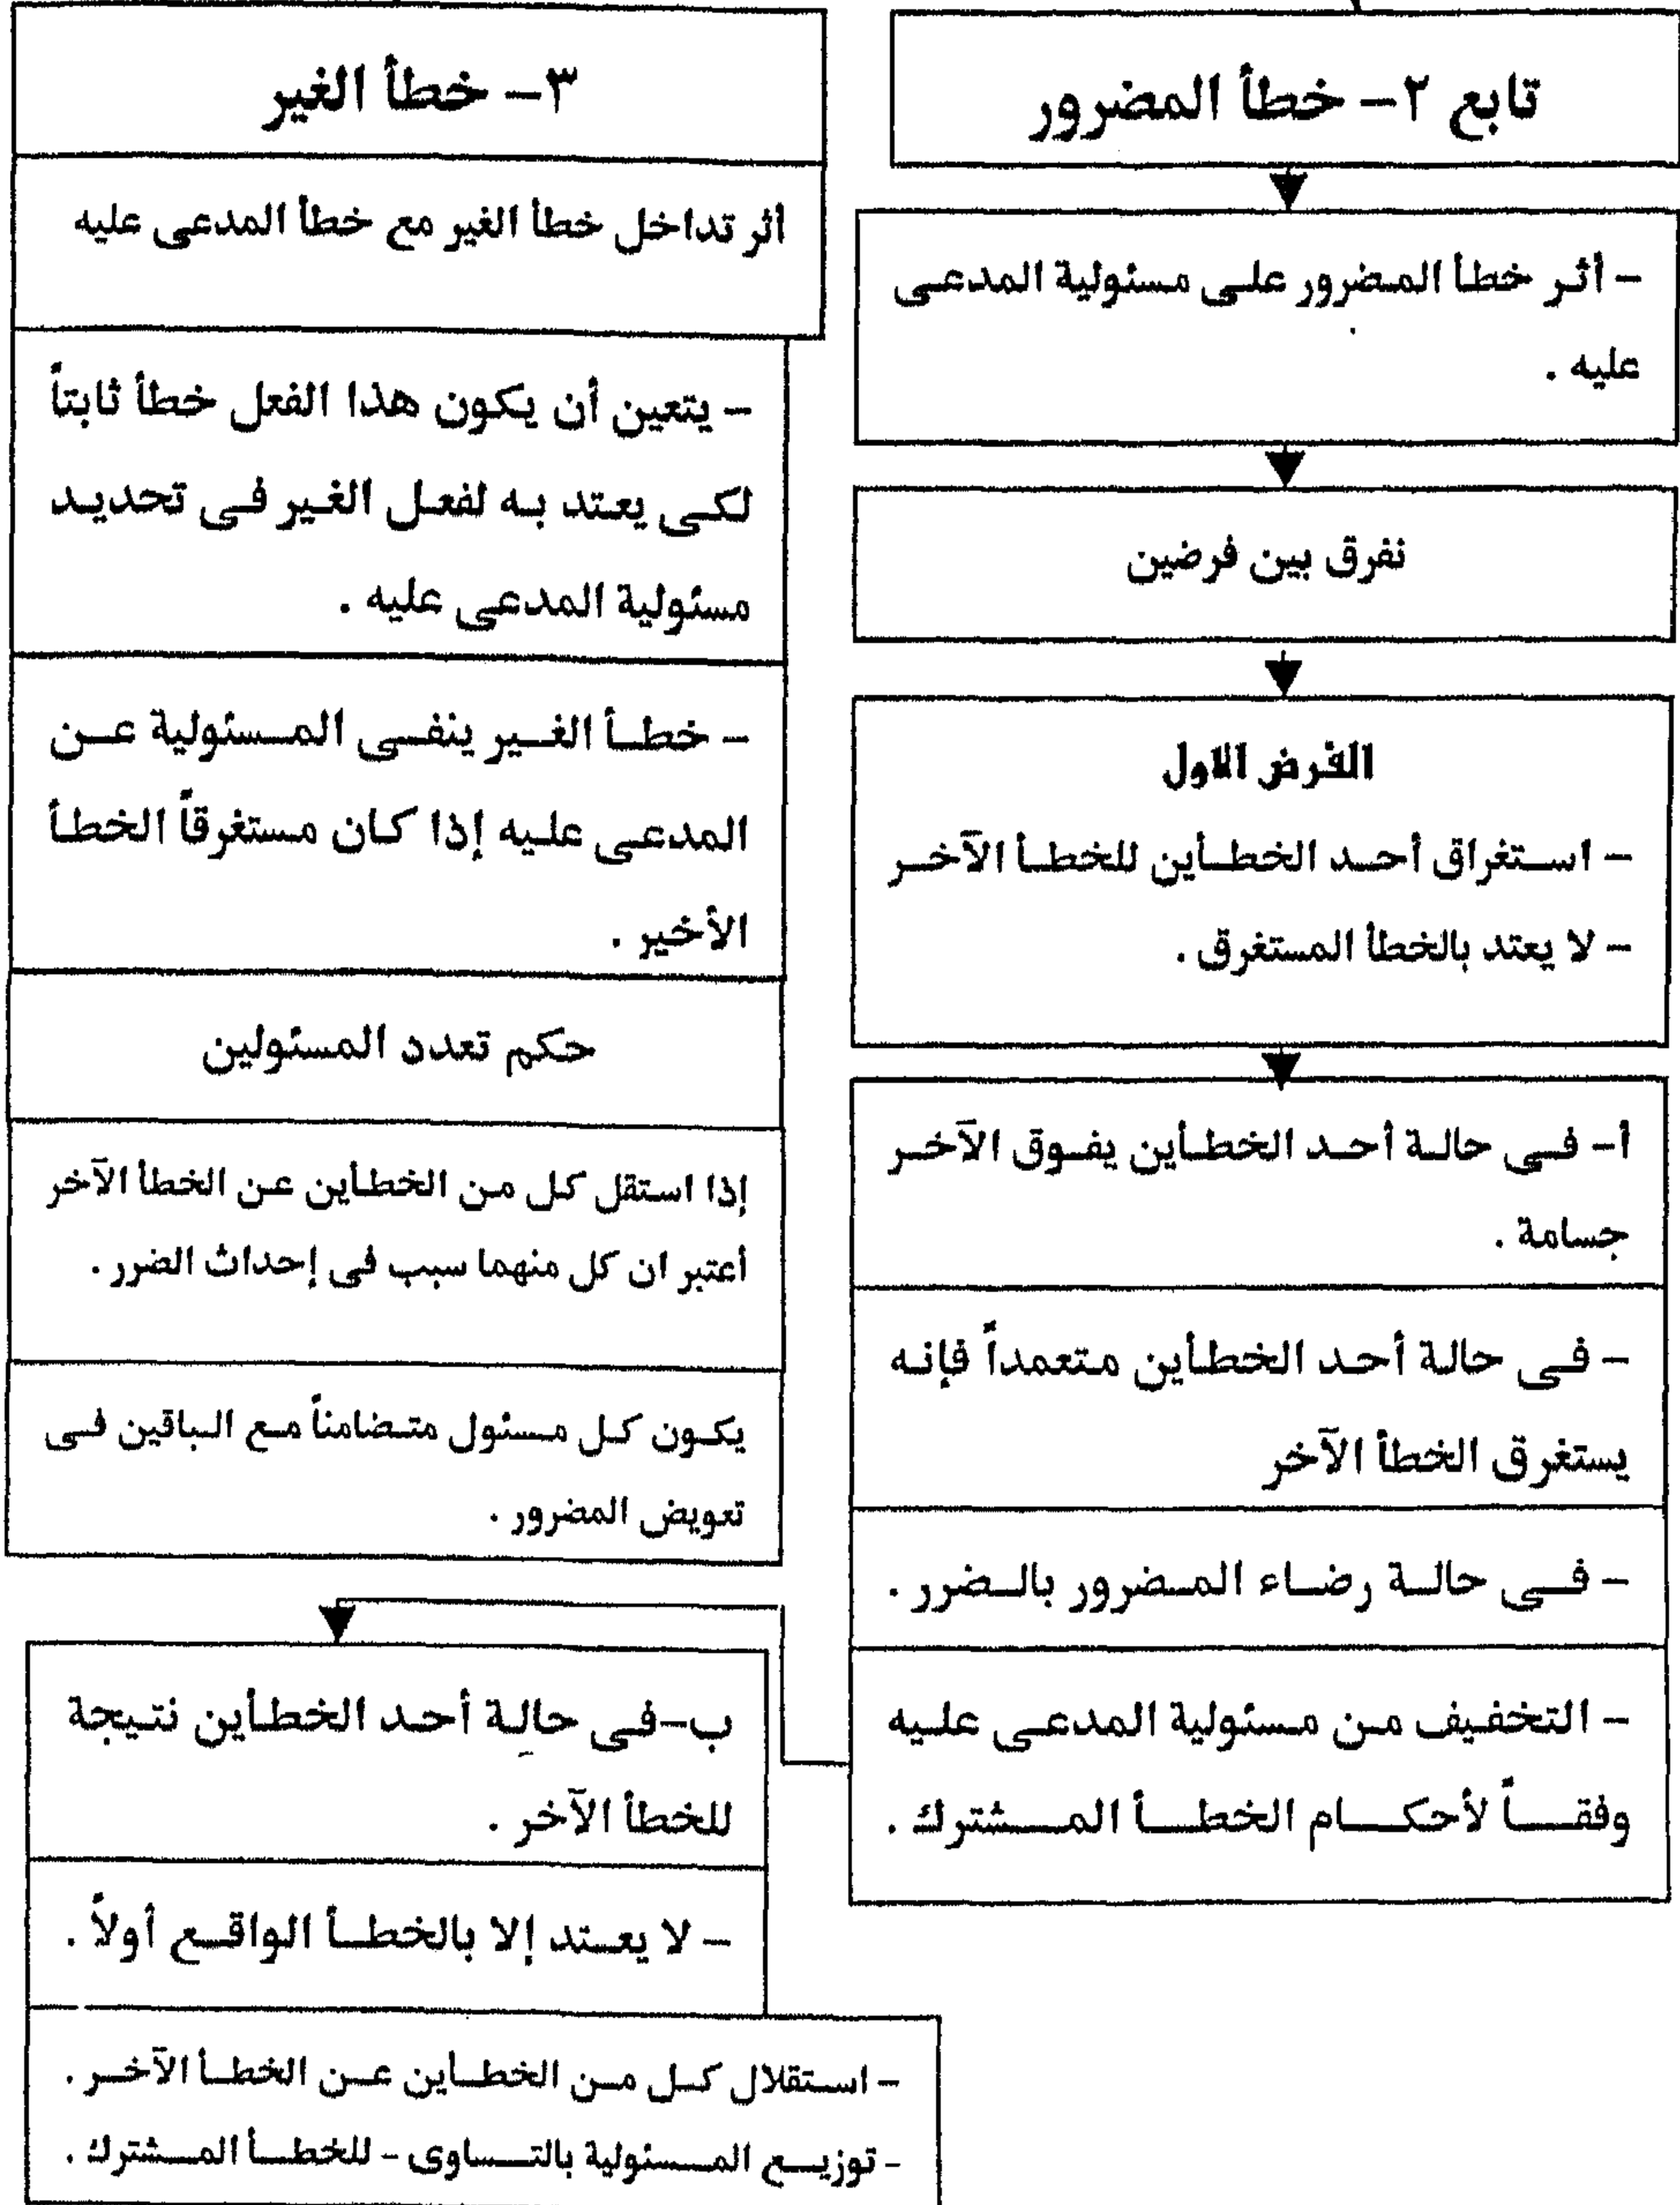 تابع ٢- خطأ المضرور
- أثر خطأ المضرور على مسئولية المدعى
عليه .
نفرق بين فرضين
الفرض الاول
- استغراق أحد الخطأين للخطأ الآخر
- لا يعتد بالخطأ المستغرق .
أ- فى حالة أحد الخطأين يفوق الآخر
جسامة .
- فى حالة أحد الخطأين متعمداً فإنه
يستغرق الخطأ الآخر
- فى حالة رضاء المضرور بالضرر .
- التخفيف من مسئولية المدعى عليه
وفقاً لأحكام الخطأ المشترك .
٣- خطأ الغير
اثر تداخل خطأ الغير مع خطأ المدعى عليه
- يتعين أن يكون هذا الفعل خطأ ثابتاً
لكى يعتد به لفعل الغير فى تحديد
مسئولية المدعى عليه .
- خطأ الغير ينفى المسئولية عن
المدعى عليه إذا كان مستغرقاً الخطأ
الأخير .
حكم تعدد المسئولين
إذا استقل كل من الخطاين عن الخطأ الآخر
أعتبر ان كل منهما سبب فى إحداث الضرر .
يكون كل مسئول متضامناً مع الباقين فى
تعويض المضرور .
ب-فى حالة أحد الخطأين نتيجة
للخطأ الآخر .
- لا يعتد إلا بالخطأ الواقع أولاً .
- استقلال كل من الخطاين عن الخطأ الآخر .
- توزيع المسئولية بالتساوى - للخطأ المشترك .